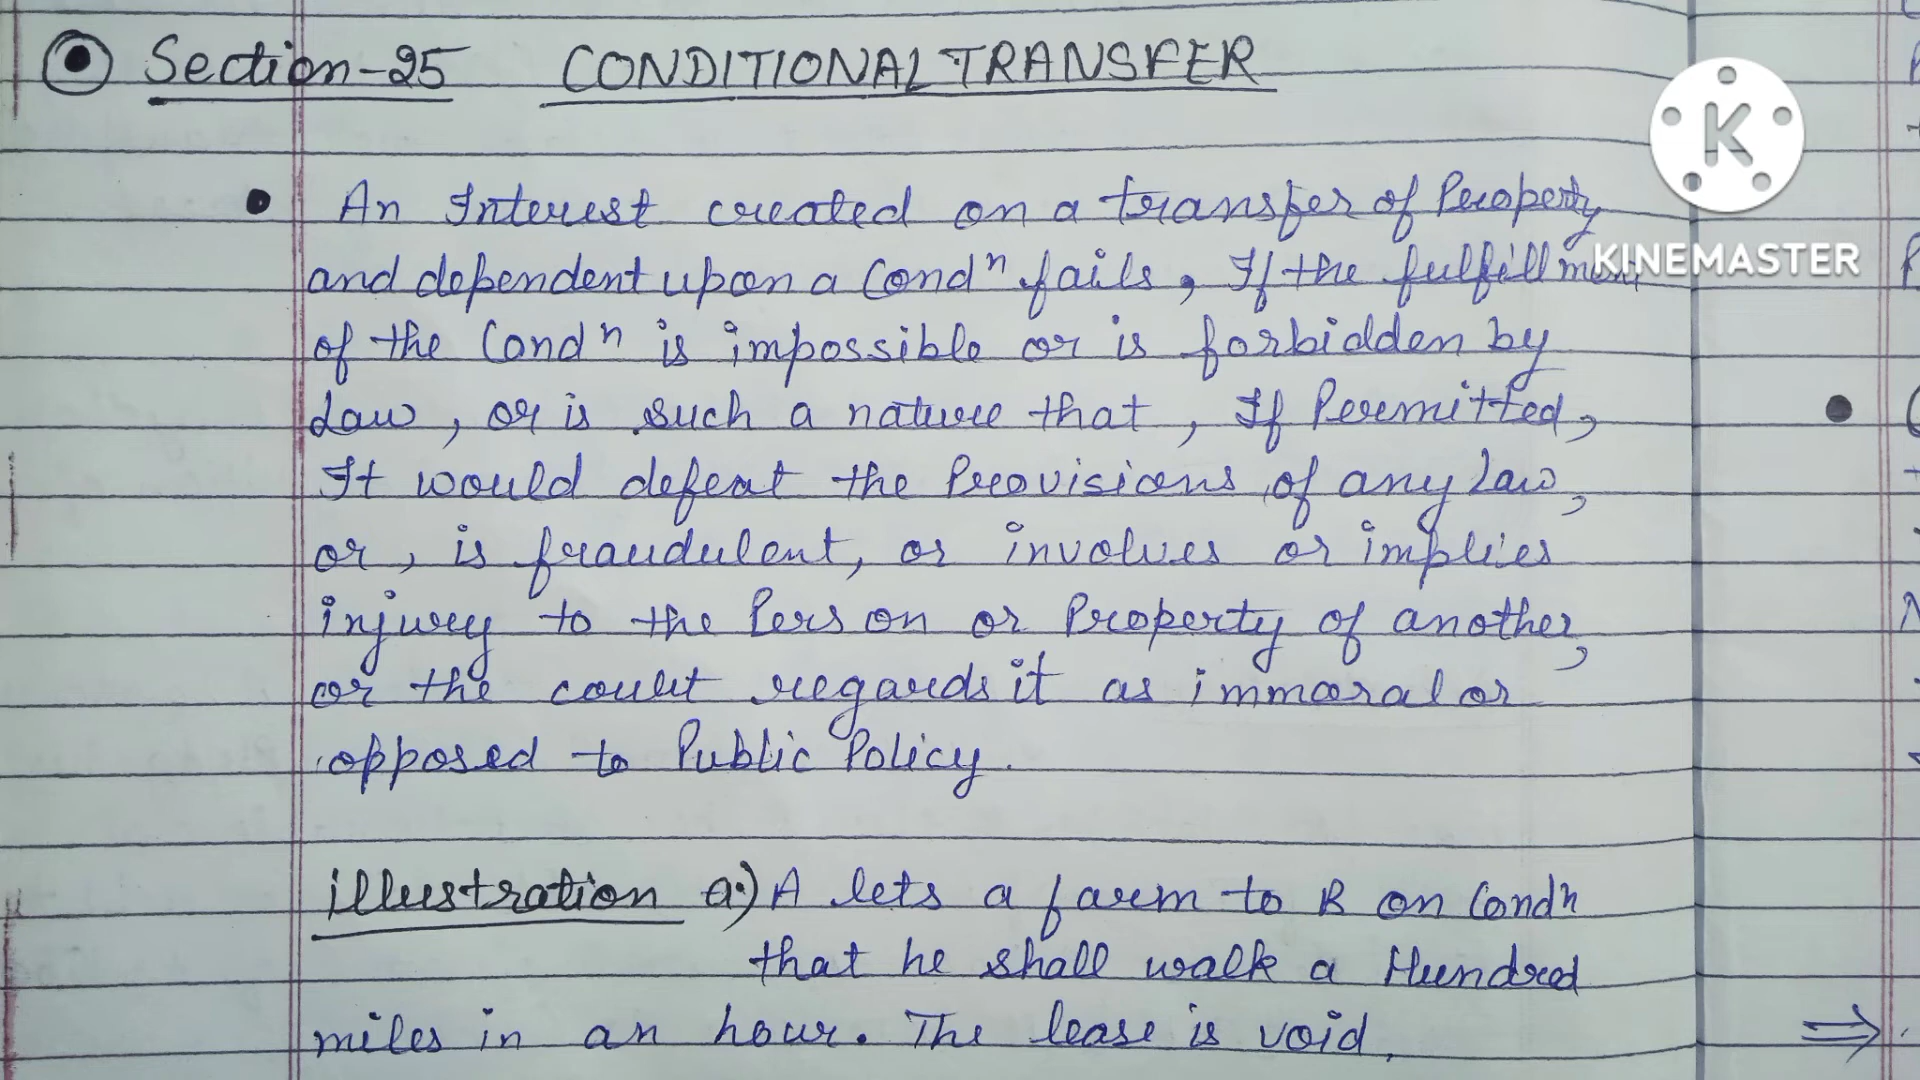 Section-25 CONDITIONAL TRANSFER
An Interest created on a transfer of Property
and dependent upon a Condn fails, If the fulfillment
of the Condn is impossible or is forbidden by
Law, or is such a nature that, If Permitted,
It would defeat the Provisions of any Law,
or, is fraudulent, or involves or implies
injury to the Person or Property of another,
or the court regards it as immoral or
opposed to Public Policy.
illustration a.) A lets a farm to B on Condn
that he shall walk a Hundred
miles in an hour. The lease is void.
K
KINEMASTER